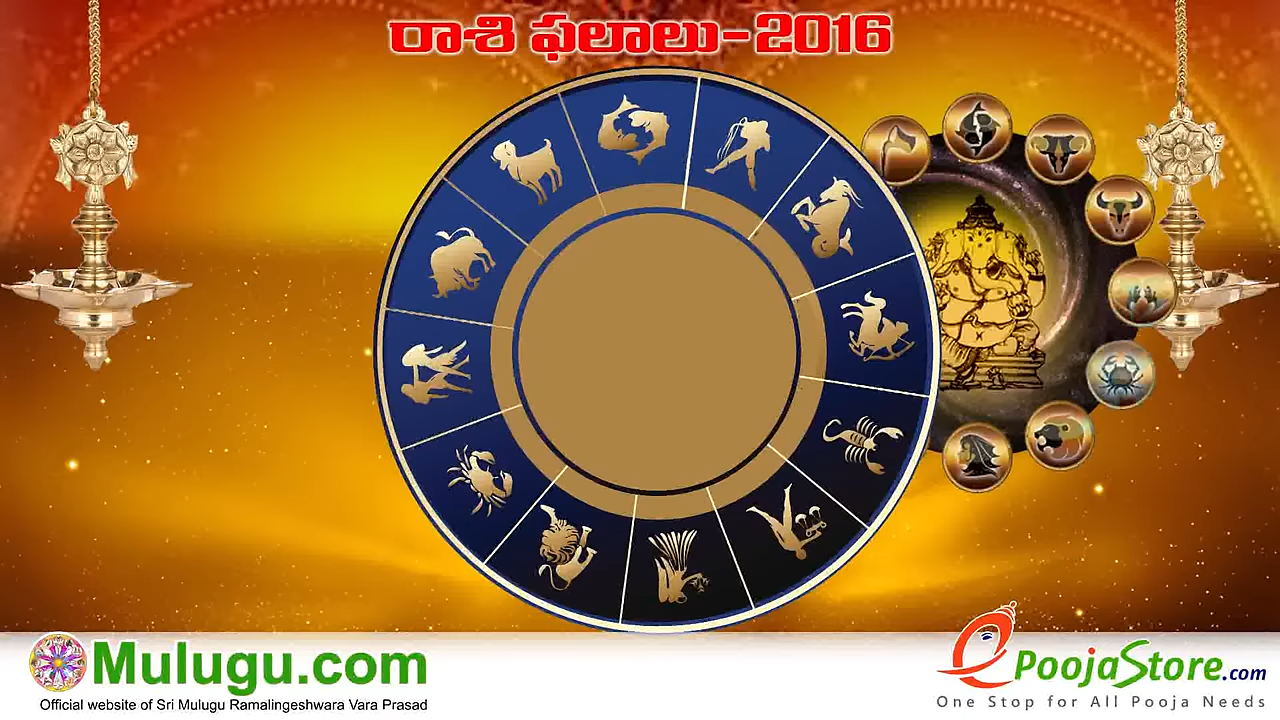 రాశి ఫలాలు-2016
Mulugu.com
Official website of Sri Mulugu Ramalingeshwara Vara Prasad
ePoojaStore.com
One Stop for All Pooja Needs